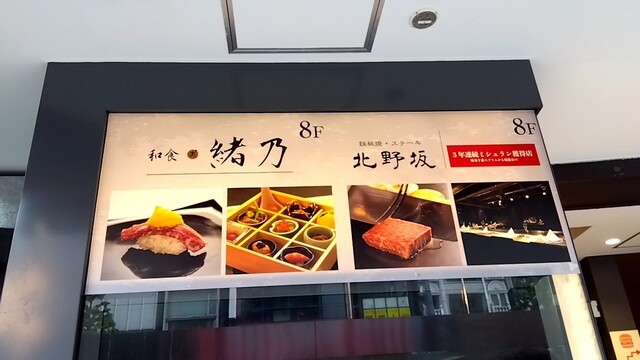 和食
緒乃
8F
鉄板焼・ステーキ
北野坂
8F
3年連続ミシュラン獲得店